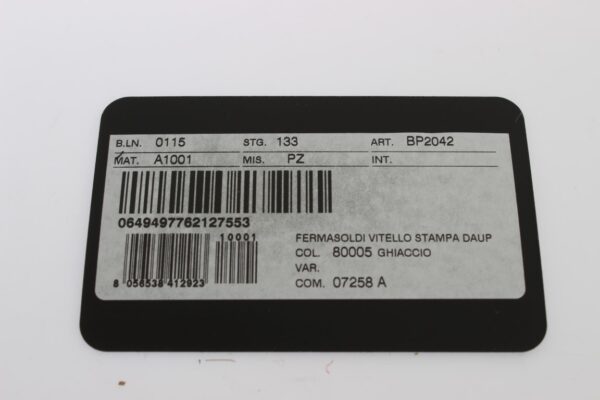 B.LN. 0115 STG. 133 ART. BP2042
MAT. A1001 MIS. PZ INT.
0649497762127553
10001
8 056538 412923
FERMASOLDI VITELLO STAMPA DAUP
COL. 80005 GHIACCIO
VAR.
COM. 07258 A